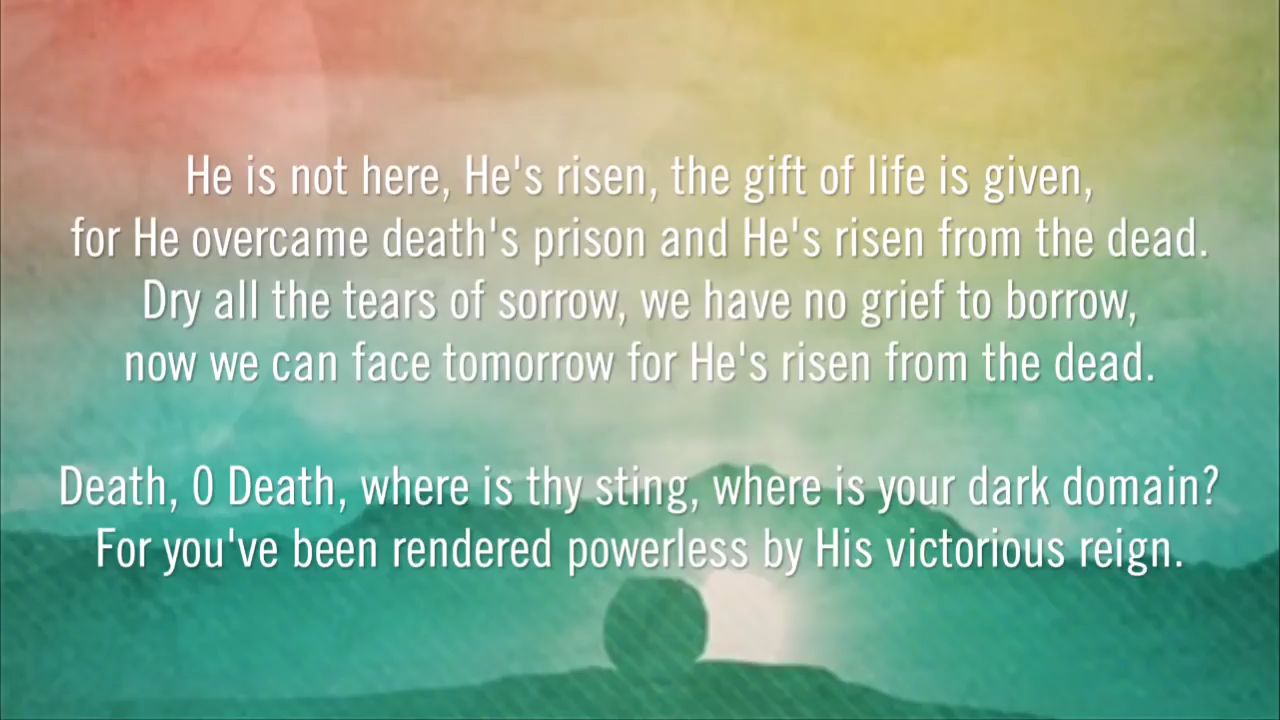 He is not here, He's risen, the gift of life is given,
for He overcame death's prison and He's risen from the dead.
Dry all the tears of sorrow, we have no grief to borrow,
now we can face tomorrow for He's risen from the dead.
Death, O Death, where is thy sting, where is your dark domain?
For you've been rendered powerless by His victorious reign.